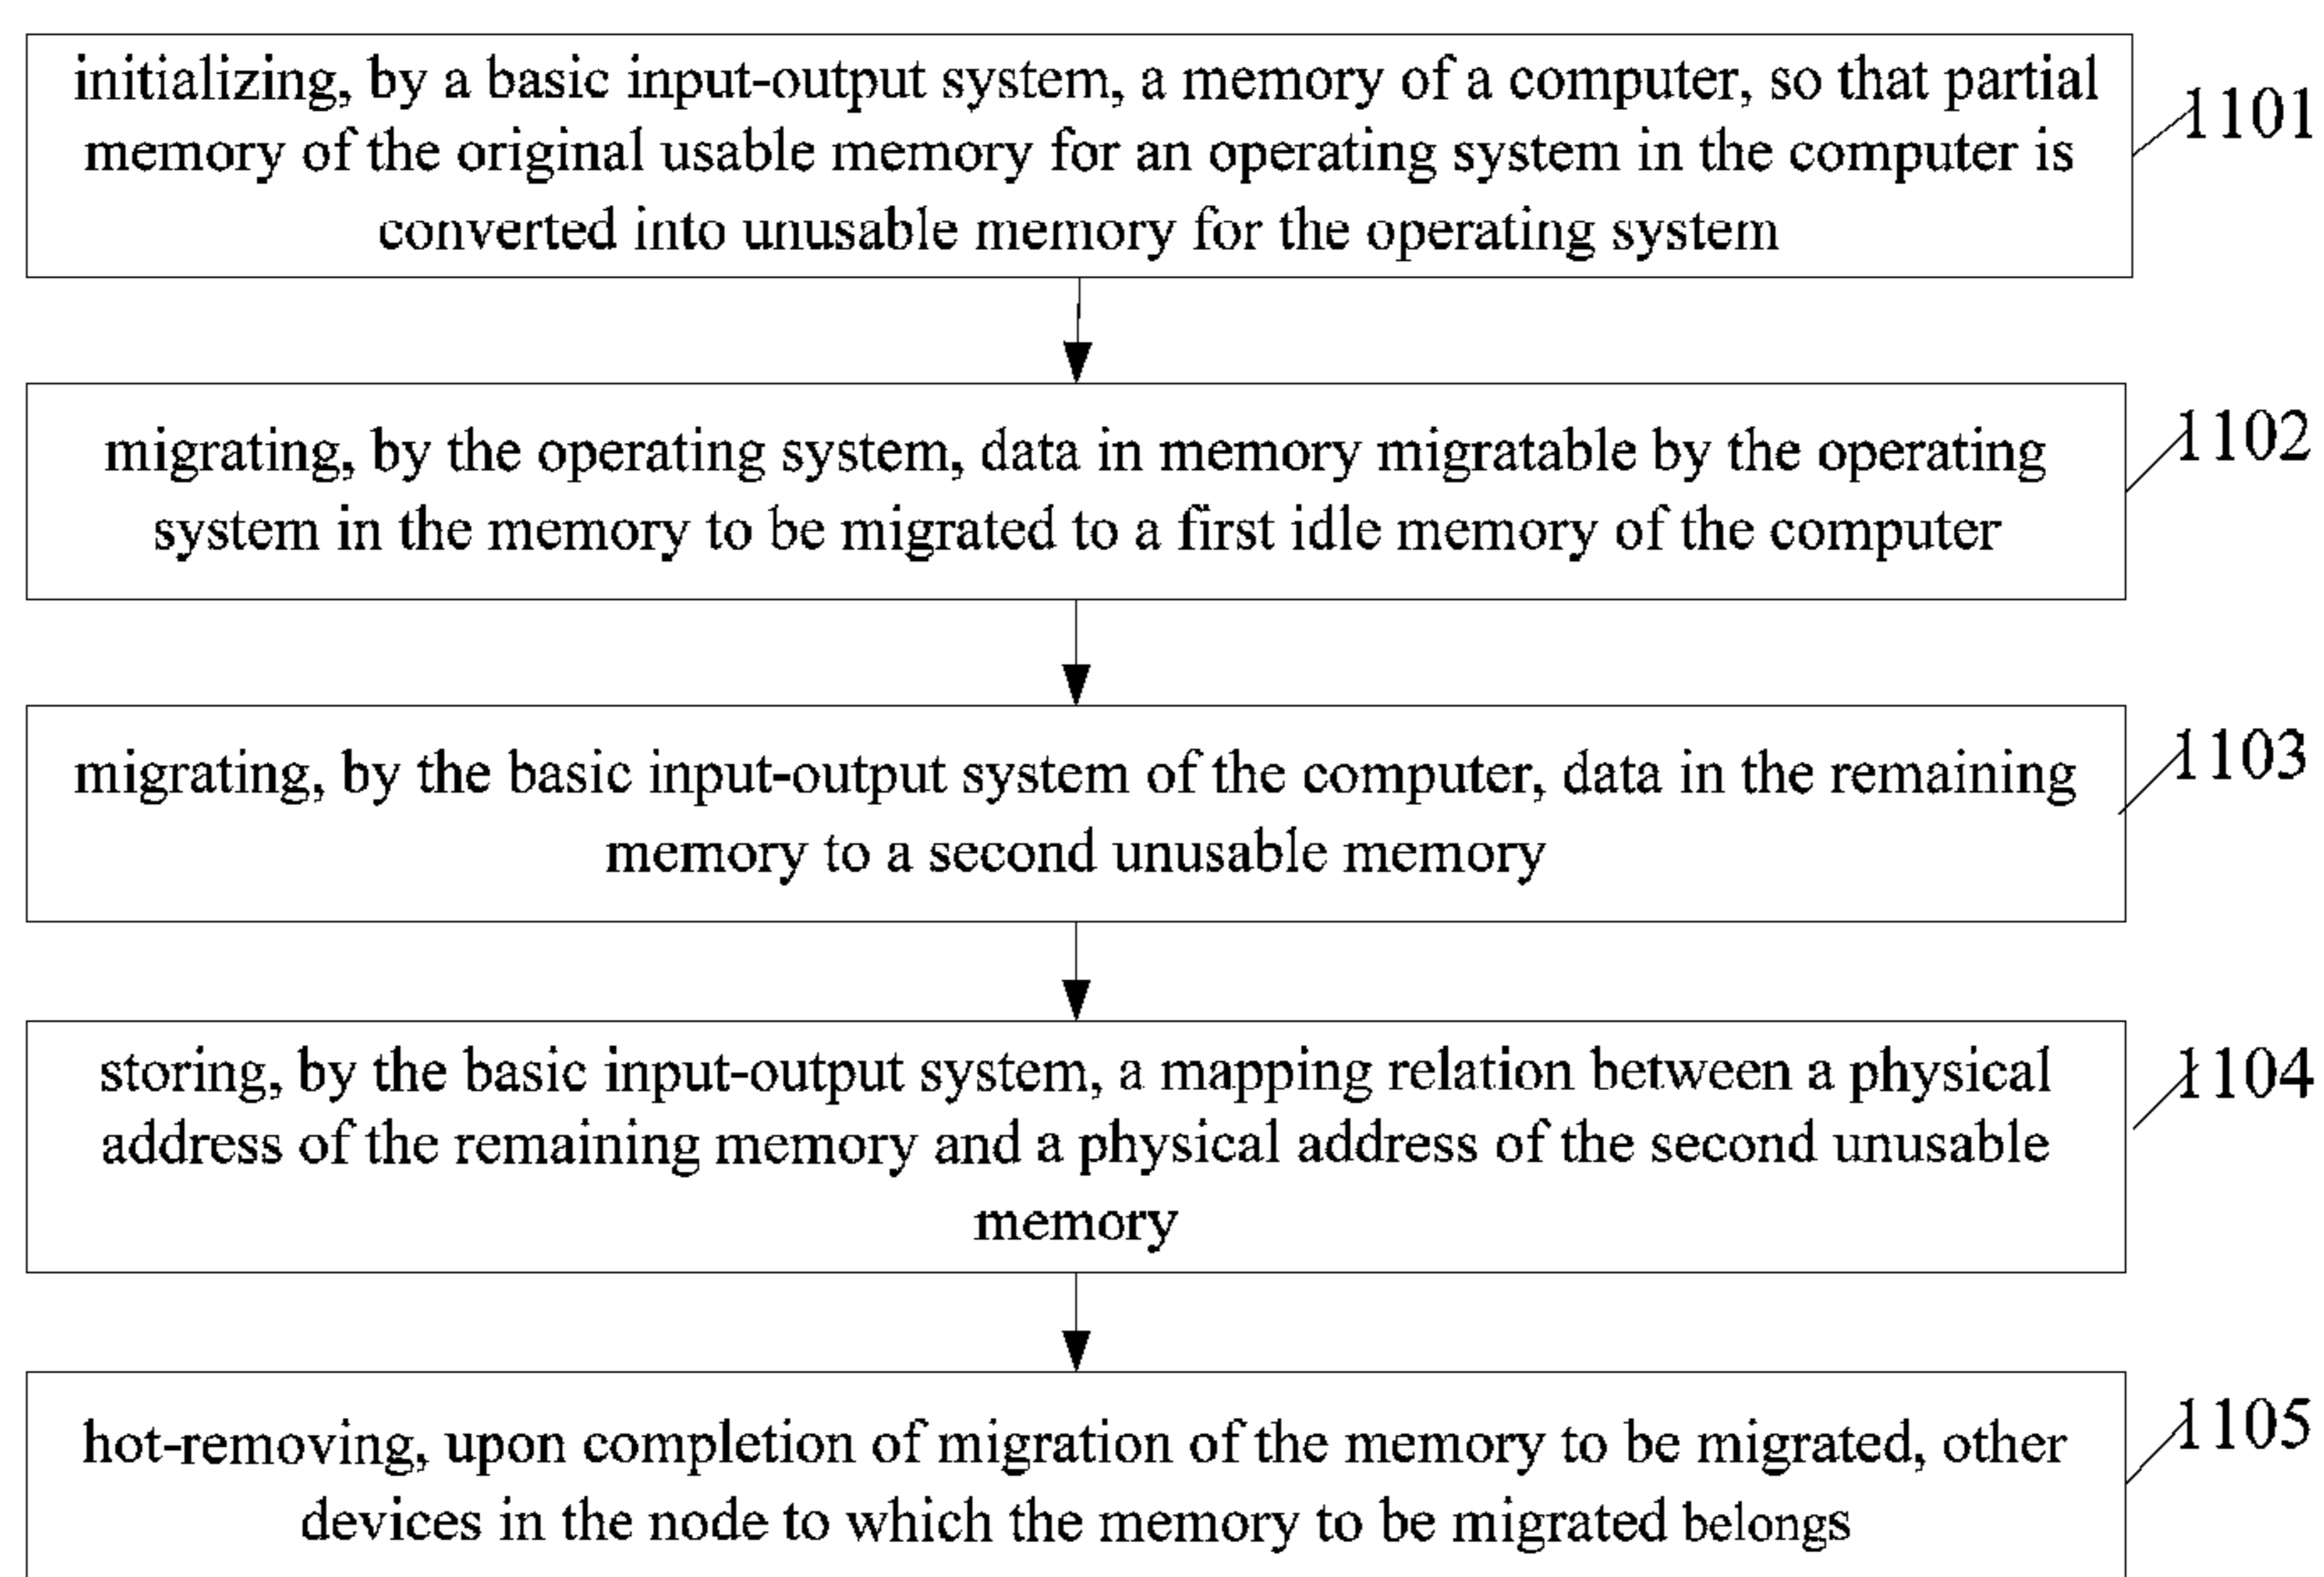 initializing, by a basic input-output system, a memory of a computer, so that partial
memory of the original usable memory for an operating system in the computer is
converted into unusable memory for the operating system
1101
migrating, by the operating system, data in memory migratable by the operating
system in the memory to be migrated to a first idle memory of the computer
1102
migrating, by the basic input-output system of the computer, data in the remaining
memory to a second unusable memory
1103
storing, by the basic input-output system, a mapping relation between a physical
address of the remaining memory and a physical address of the second unusable
memory
1104
hot-removing, upon completion of migration of the memory to be migrated, other
devices in the node to which the memory to be migrated belongs
1105